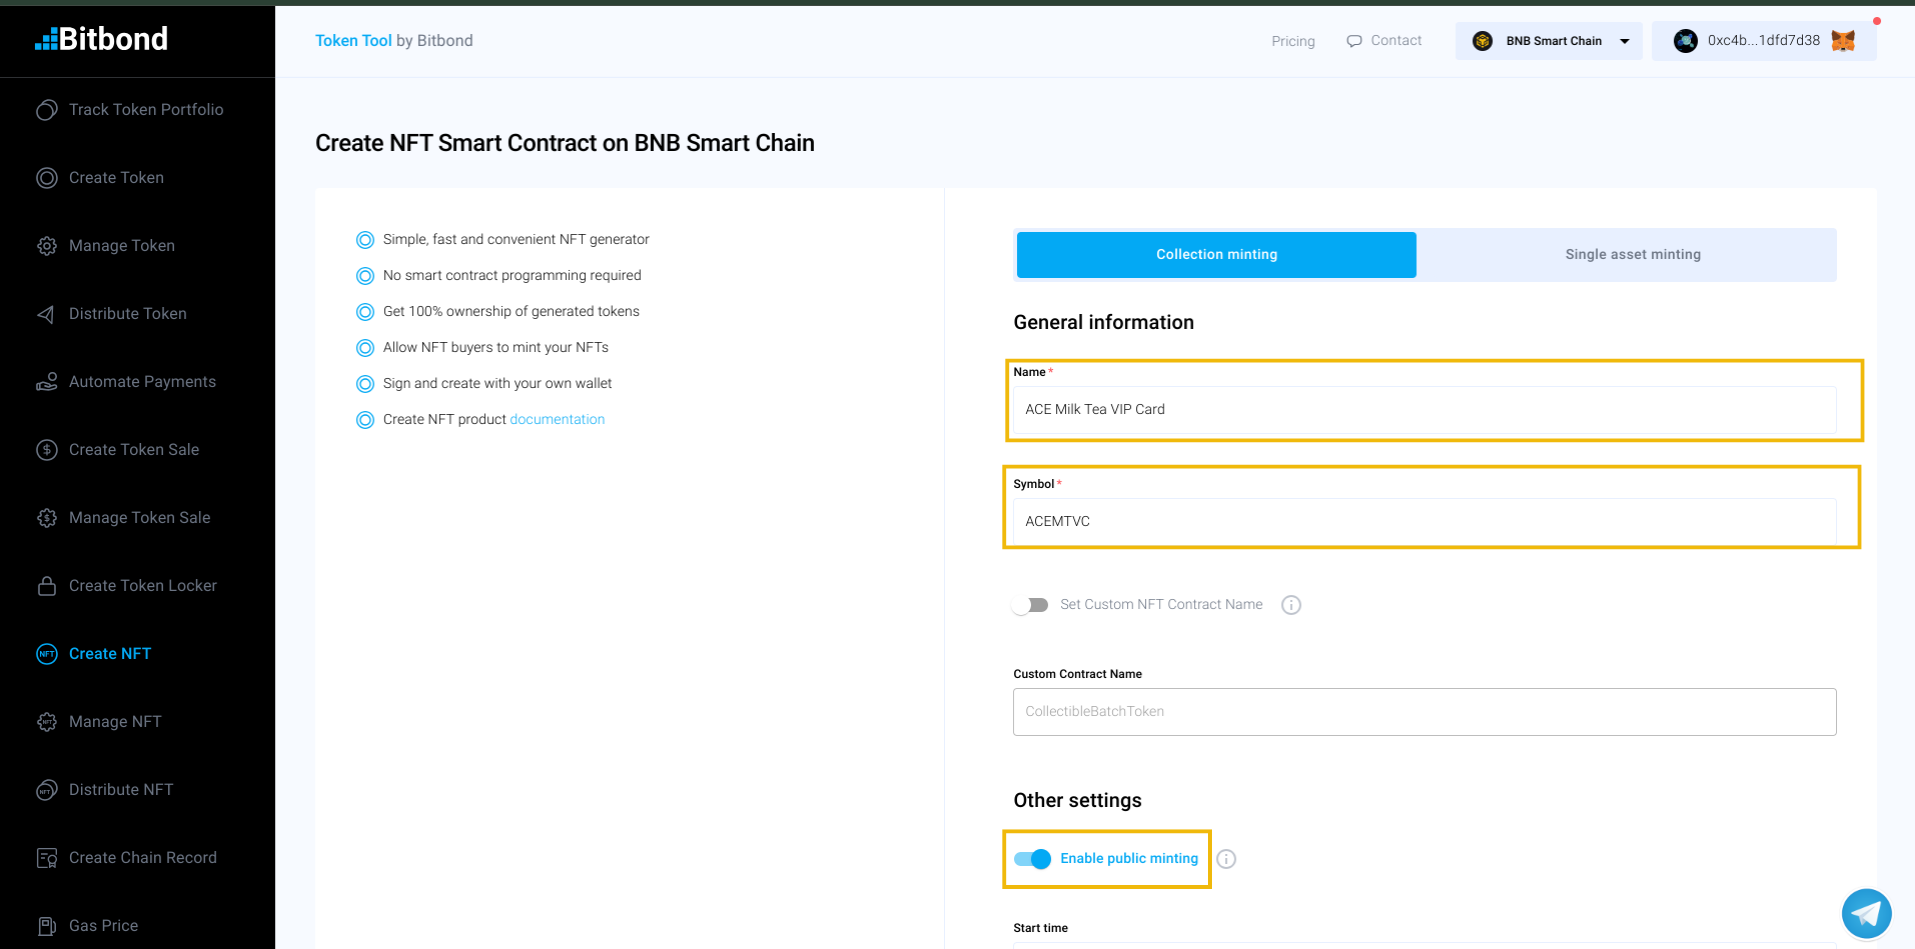 Bitbond
Token Tool by Bitbond
Pricing
Contact
BNB Smart Chain
0xc4b...1dfd7d38
Track Token Portfolio
Create Token
Manage Token
Distribute Token
Automate Payments
Create Token Sale
Manage Token Sale
Create Token Locker
NFT Create NFT
Manage NFT
Distribute NFT
Create Chain Record
Gas Price
Create NFT Smart Contract on BNB Smart Chain
Simple, fast and convenient NFT generator
No smart contract programming required
Get 100% ownership of generated tokens
Allow NFT buyers to mint your NFTs
Sign and create with your own wallet
Create NFT product documentation
Collection minting
Single asset minting
General information
Name *
ACE Milk Tea VIP Card
Symbol *
ACEMTVC
Set Custom NFT Contract Name
Custom Contract Name
CollectibleBatchToken
Other settings
Enable public minting
Start time